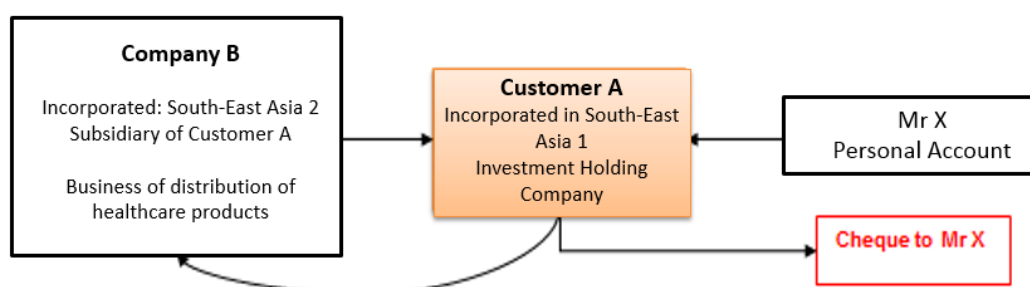 Company B
Incorporated: South-East Asia 2
Subsidiary of Customer A
Business of distribution of
healthcare products
Customer A
Incorporated in South-East
Asia 1
Investment Holding
Company
Mr X
Personal Account
Cheque to Mr X